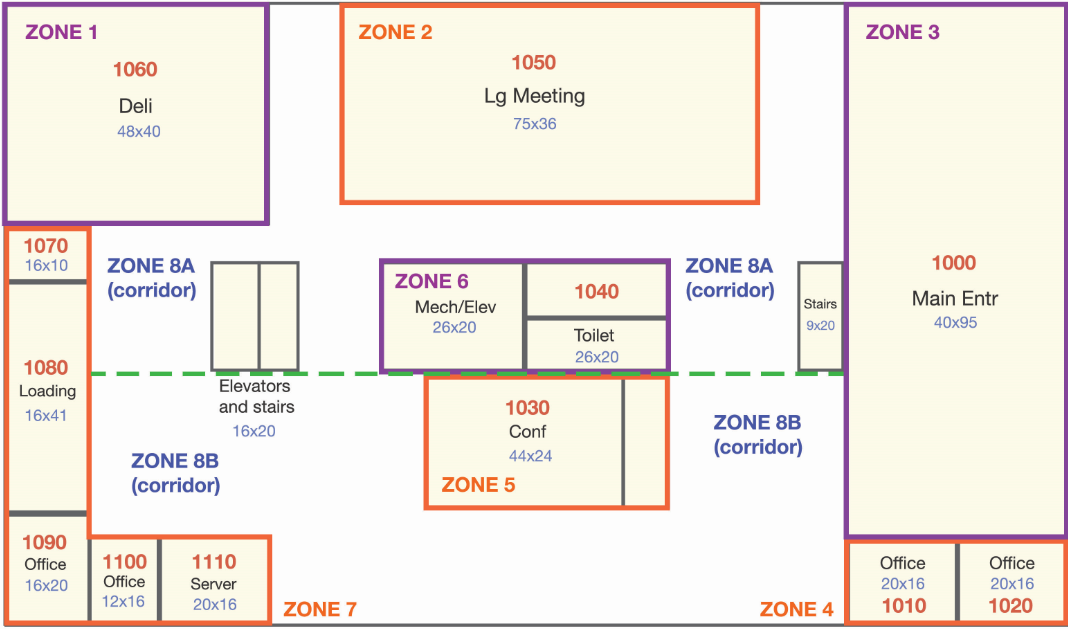 ZONE 1
1060
Deli
48x40
ZONE 2
1050
Lg Meeting
75x36
ZONE 3
1000
Main Entr
40x95
1070
16x10
1080
Loading
16x41
1090
Office
16x20
1100
Office
12x16
1110
Server
20x16
ZONE 7
ZONE 8A
(corridor)
Elevators
and stairs
16x20
ZONE 8B
(corridor)
ZONE 6
Mech/Elev
26x20
1040
Toilet
26x20
1030
Conf
44x24
ZONE 5
ZONE 8A
(corridor)
Stairs
9x20
ZONE 8B
(corridor)
ZONE 4
Office
20x16
1010
Office
20x16
1020